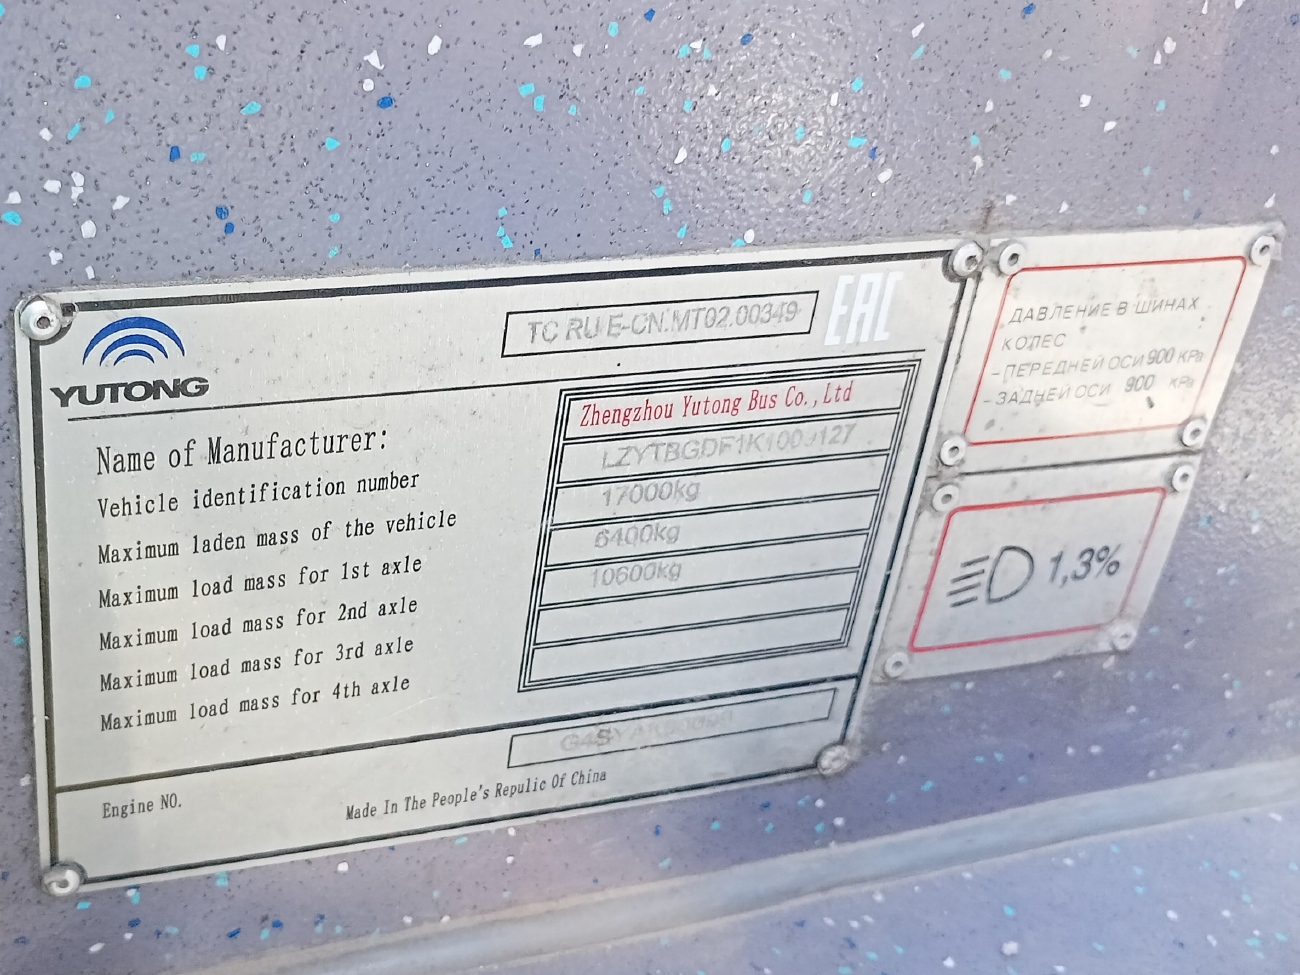 YUTONG
TC RU E-CN.MT02.00349
EAC
Name of Manufacturer:
Zhengzhou Yutong Bus Co.,Ltd
Vehicle identification number
Maximum laden mass of the vehicle
17000kg
Maximum load mass for 1st axle
6400kg
Maximum load mass for 2nd axle
10600kg
Maximum load mass for 3rd axle
Maximum load mass for 4th axle
Engine NO.
Made In The People's Repulic Of China
ДАВЛЕНИЕ В ШИНАХ
КОЛЕС
-ПЕРЕДНЕЙ ОСИ 900 КРа
-ЗАДНЕЙ ОСИ 900 КРа
1,3%